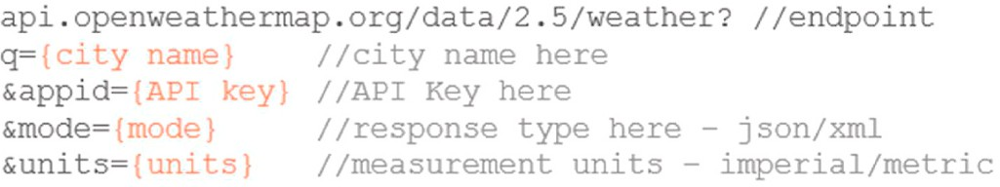 api.openweathermap.org/data/2.5/weather? //endpoint
q={city name} //city name here
&appid={API key} //API Key here
&mode={mode} //response type here – json/xml
&units={units} //measurement units – imperial/metric